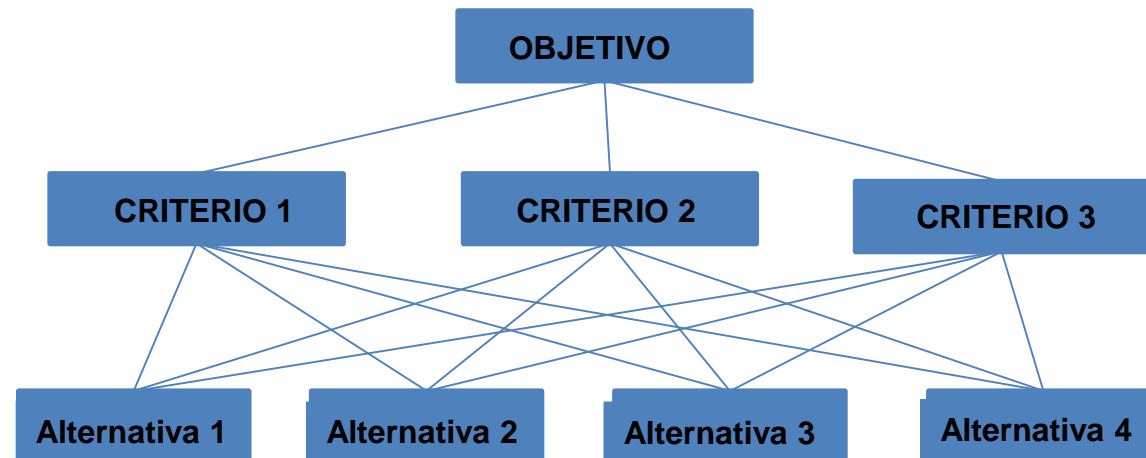 OBJETIVO
CRITERIO 1
CRITERIO 2
CRITERIO 3
Alternativa 1
Alternativa 2
Alternativa 3
Alternativa 4